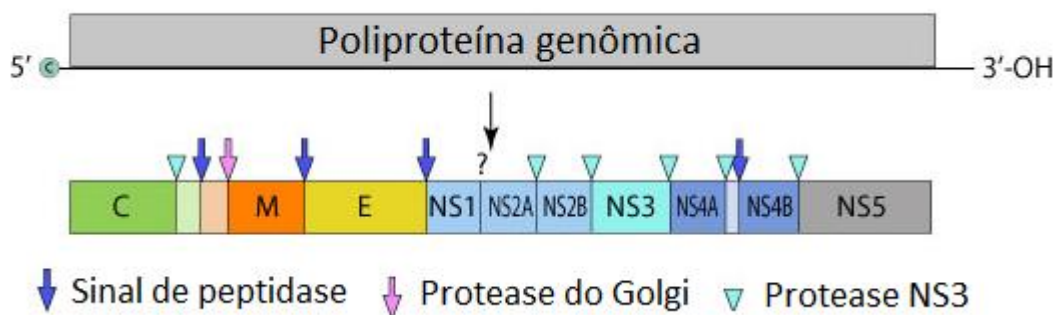 Poliproteína genômica
5' C 3'-OH
?
C M E NS1 NS2A NS2B NS3 NS4A NS4B NS5
Sinal de peptidase Protease do Golgi Protease NS3